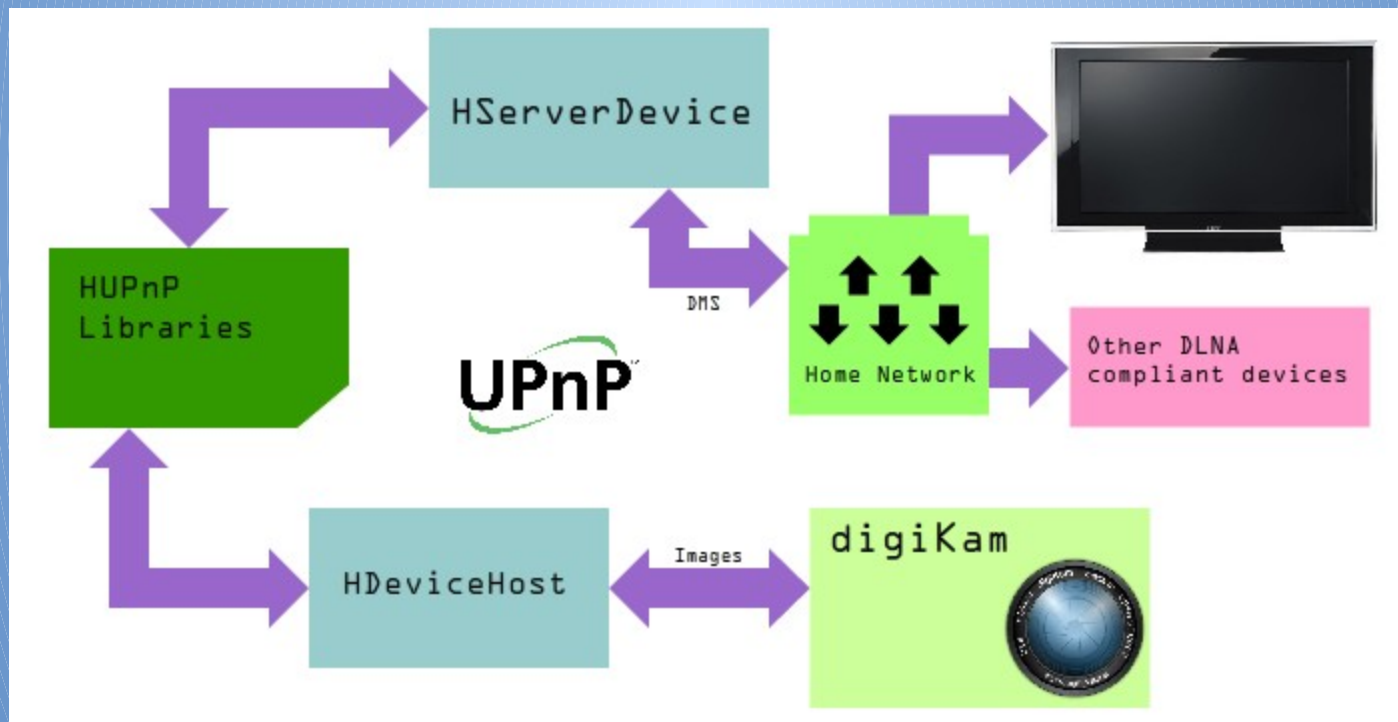 HServerDevice
HUPnP
Libraries
DMS
Home Network
Other DLNA
compliant devices
UPnP
HDeviceHost
Images
digiKam